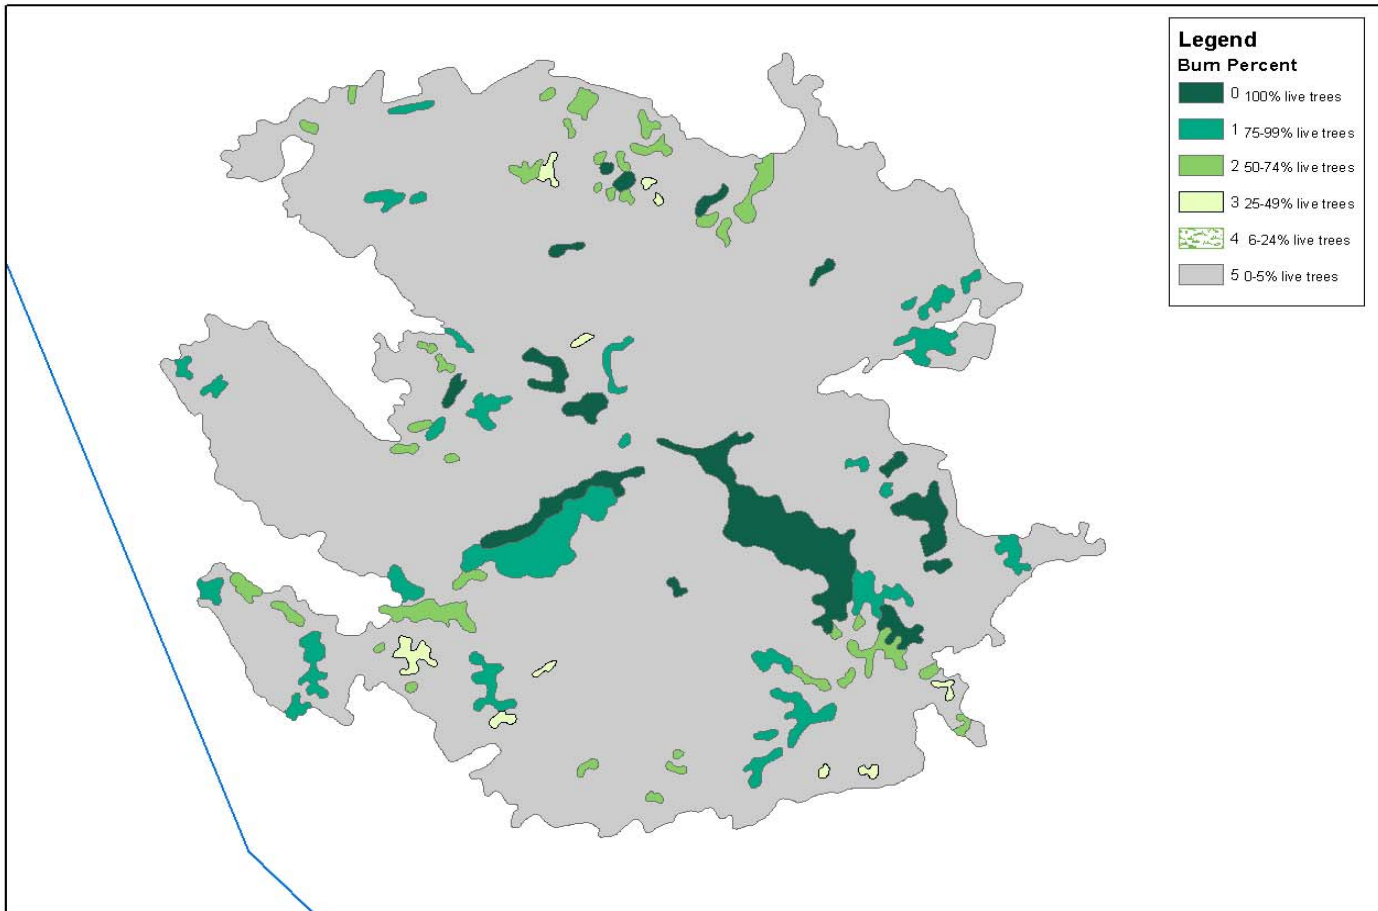 Legend
Burn Percent
0 100% live trees
1 75-99% live trees
2 50-74% live trees
3 25-49% live trees
4 6-24% live trees
5 0-5% live trees